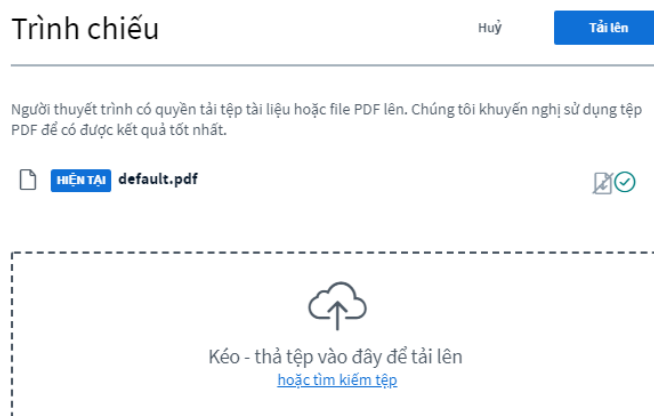 Trình chiếu
Huỷ
Tải lên
Người thuyết trình có quyền tải tệp tài liệu hoặc file PDF lên. Chúng tôi khuyến nghị sử dụng tệp
PDF để có được kết quả tốt nhất.
HIỆN TẠI default.pdf
Kéo - thả tệp vào đây để tải lên
hoặc tìm kiếm tệp